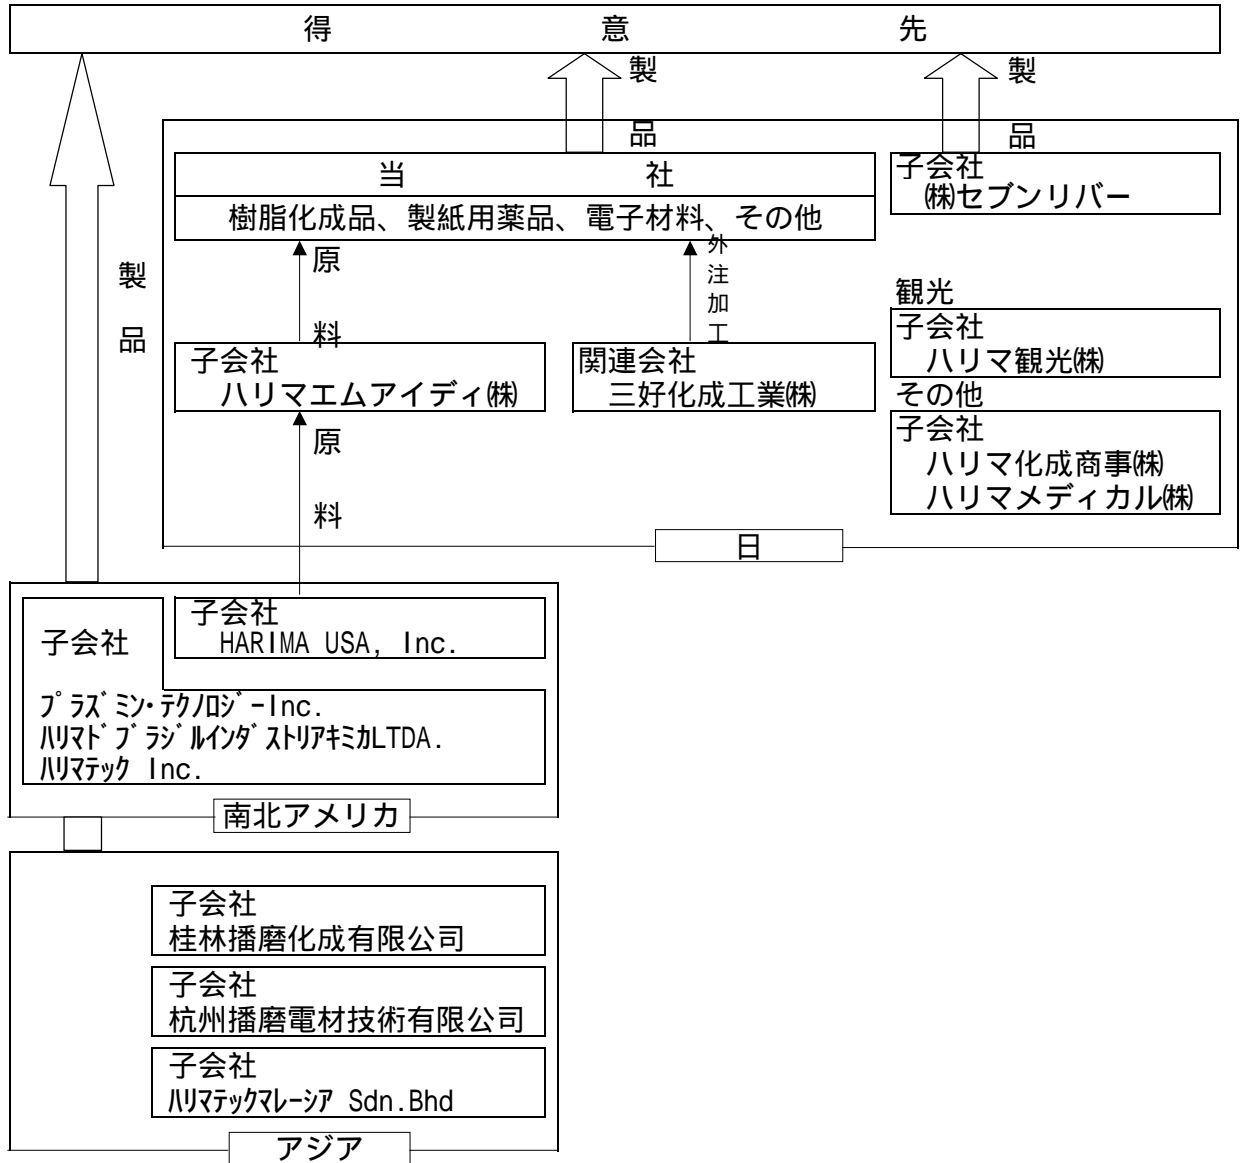 得意先
製品
製品
製品
当社
樹脂化成品、製紙用薬品、電子材料、その他
子会社
㈱セブンリバー
原料
外注加工
観光
子会社
ハリマ観光㈱
子会社
ハリマエムアイディ㈱
関連会社
三好化成工業㈱
その他
子会社
ハリマ化成商事㈱
ハリマメディカル㈱
原料
日
子会社
HARIMA USA, Inc.
子会社
プラズミン・テクノロジーInc.
ハリマドブラジルインダストリアキミカLTDA.
ハリマテック Inc.
南北アメリカ
子会社
桂林播磨化成有限公司
子会社
杭州播磨電材技術有限公司
子会社
ハリマテックマレーシア Sdn.Bhd
アジア